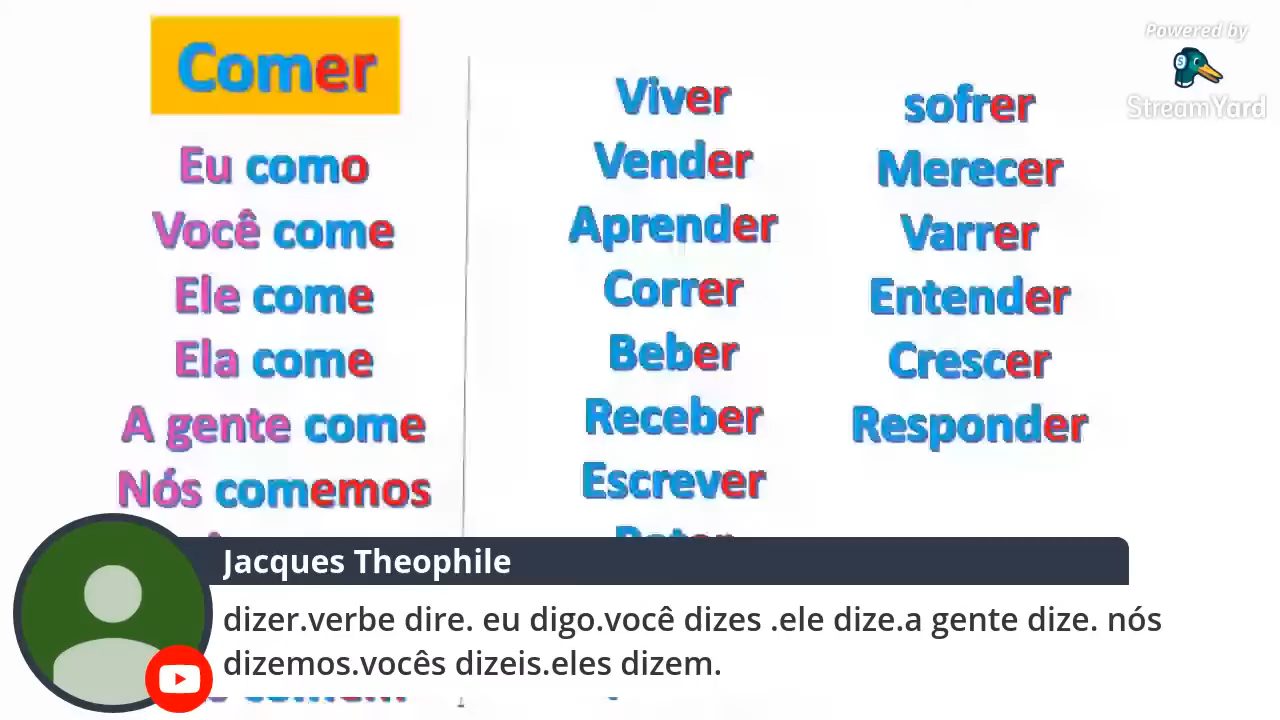 Comer
Eu como
Você come
Ele come
Ela come
A gente come
Nós comemos
Viver
Vender
Aprender
Correr
Beber
Receber
Escrever
sofrer
Merecer
Varrer
Entender
Crescer
Responder
Powered by
StreamYard
Jacques Theophile
dizer.verbe dire. eu digo.você dizes .ele dize.a gente dize. nós
dizemos.vocês dizeis.eles dizem.